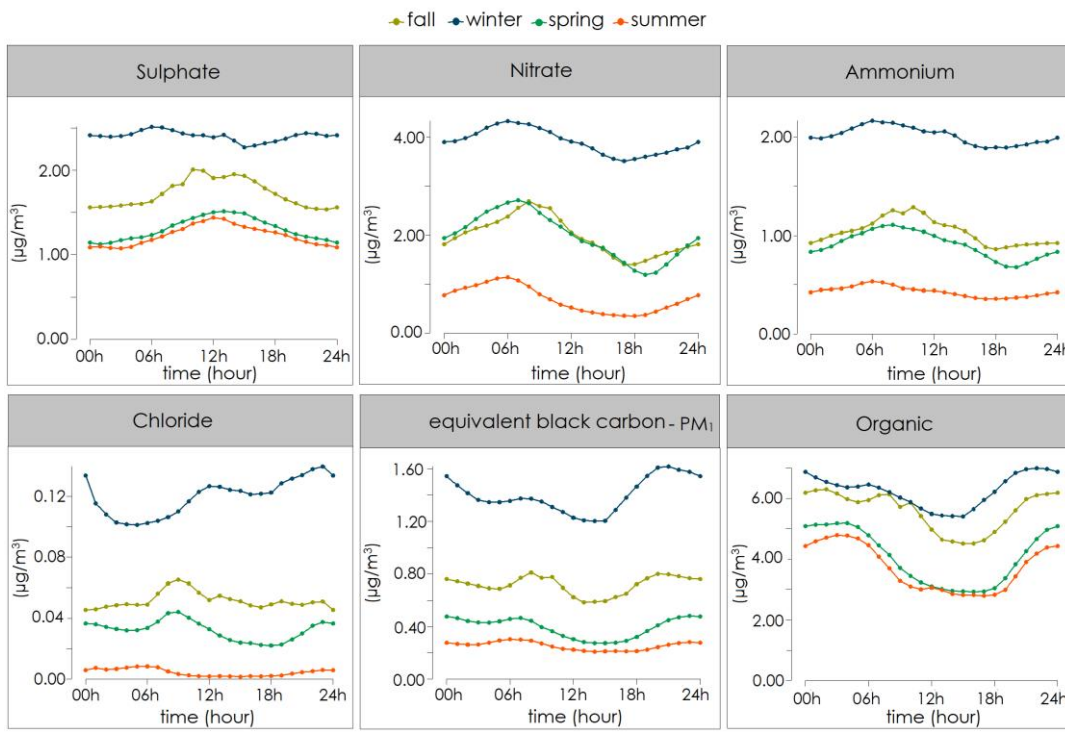 fall winter spring summer
Sulphate
(µg/m³)
2.00
1.00
0.00
00h 06h 12h 18h 24h
time (hour)
Nitrate
(µg/m³)
4.00
2.00
0.00
00h 06h 12h 18h 24h
time (hour)
Ammonium
(µg/m³)
2.00
1.00
0.00
00h 06h 12h 18h 24h
time (hour)
Chloride
(µg/m³)
0.12
0.08
0.04
0.00
00h 06h 12h 18h 24h
time (hour)
equivalent black carbon - PM₁
(µg/m³)
1.60
1.20
0.80
0.40
0.00
00h 06h 12h 18h 24h
time (hour)
Organic
(µg/m³)
6.00
4.00
2.00
0.00
00h 06h 12h 18h 24h
time (hour)